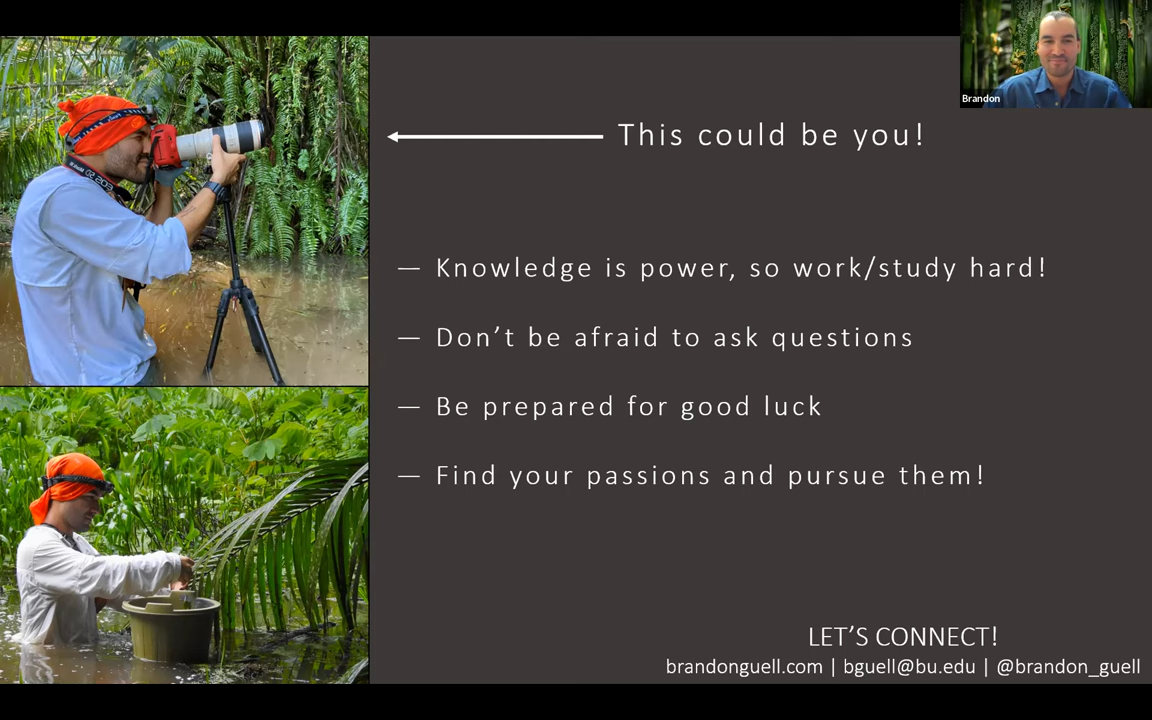 Brandon
This could be you!
— Knowledge is power, so work/study hard!
— Don’t be afraid to ask questions
— Be prepared for good luck
— Find your passions and pursue them!
LET’S CONNECT!
brandonguell.com | bguell@bu.edu | @brandon_guell